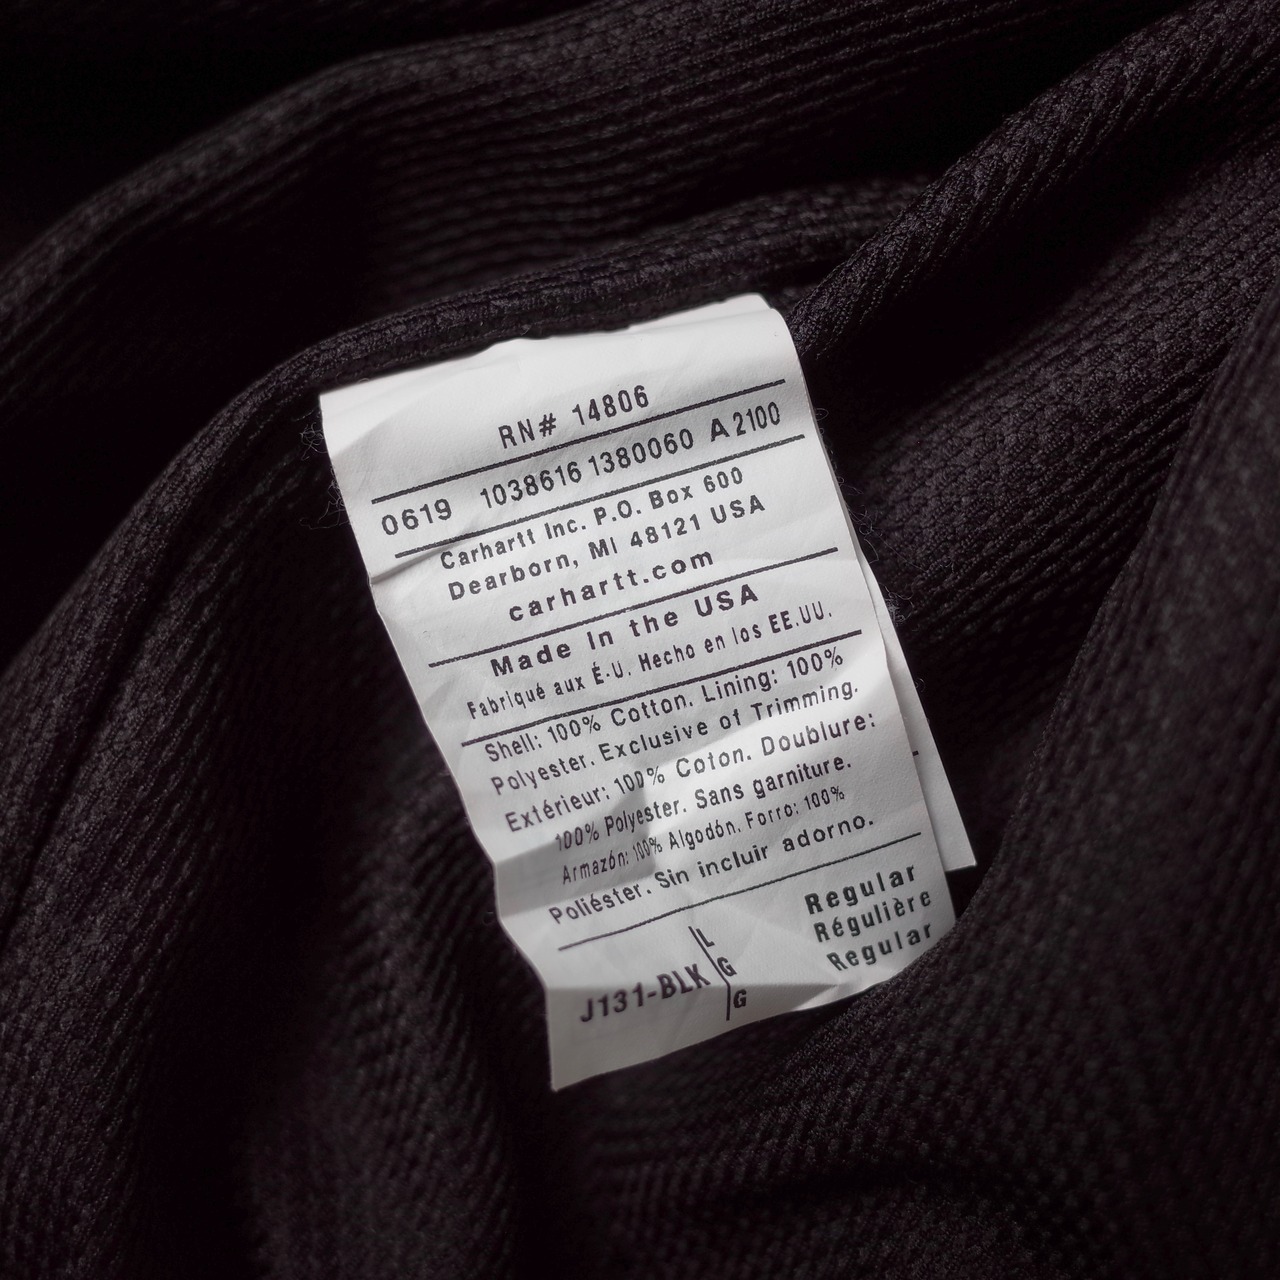 RN# 14806
0619 1038616 1380060 A 2100
Carhartt Inc. P.O. Box 600
Dearborn, MI 48121 USA
carhartt.com
Made in the USA
Fabriqué aux É-U. Hecho en los EE.UU.
Shell: 100% Cotton. Lining: 100%
Polyester. Exclusive of Trimming.
Extérieur: 100% Coton. Doublure:
100% Polyester. Sans garniture.
Armazón: 100% Algodón. Forro: 100%
Poliéster. Sin incluir adorno.
J131-BLK
L
G
G
Regular
Régulière
Regular